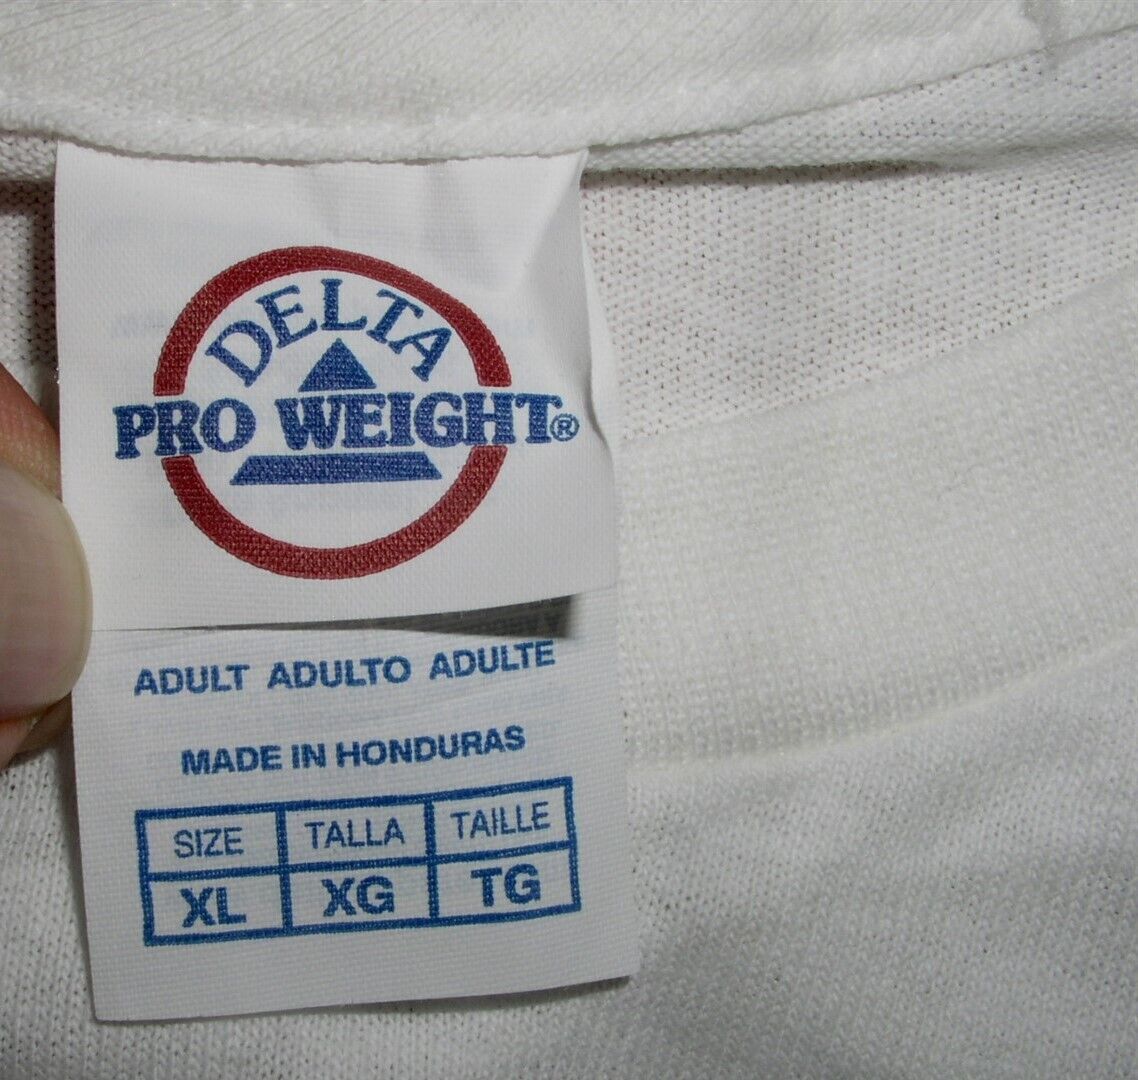 DELTA
PRO WEIGHT®
ADULT ADULTO ADULTE
MADE IN HONDURAS
SIZE TALLA TAILLE
XL XG TG